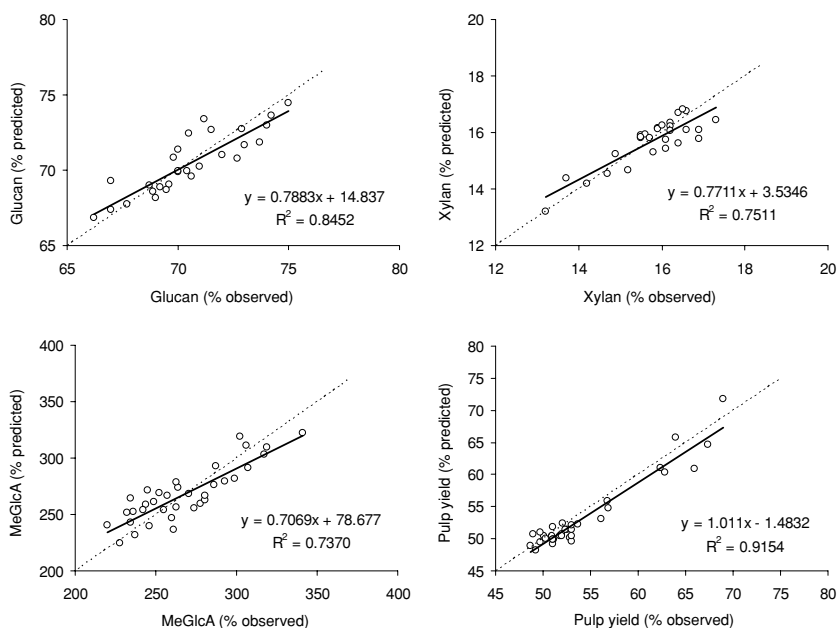 80
75
70
65
Glucan (% predicted)
y = 0.7883x + 14.837
R² = 0.8452
65 70 75 80
Glucan (% observed)
20
18
16
14
12
Xylan (% predicted)
y = 0.7711x + 3.5346
R² = 0.7511
12 14 16 18 20
Xylan (% observed)
400
350
300
250
200
MeGlcA (% predicted)
y = 0.7069x + 78.677
R² = 0.7370
200 250 300 350 400
MeGlcA (% observed)
80
75
70
65
60
55
50
45
Pulp yield (% predicted)
y = 1.011x - 1.4832
R² = 0.9154
45 50 55 60 65 70 75 80
Pulp yield (% observed)